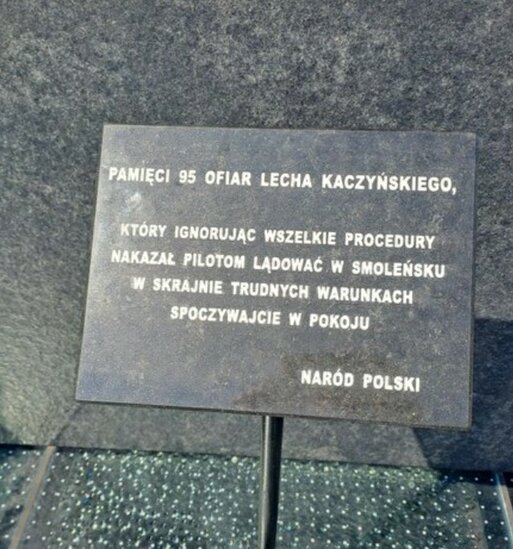 PAMIĘCI 95 OFIAR LECHA KACZYŃSKIEGO,
KTÓRY IGNORUJĄC WSZELKIE PROCEDURY
NAKAZAŁ PILOTOM LĄDOWAĆ W SMOLEŃSKU
W SKRAJNIE TRUDNYCH WARUNKACH
SPOCZYWAJCIE W POKOJU
NARÓD POLSKI